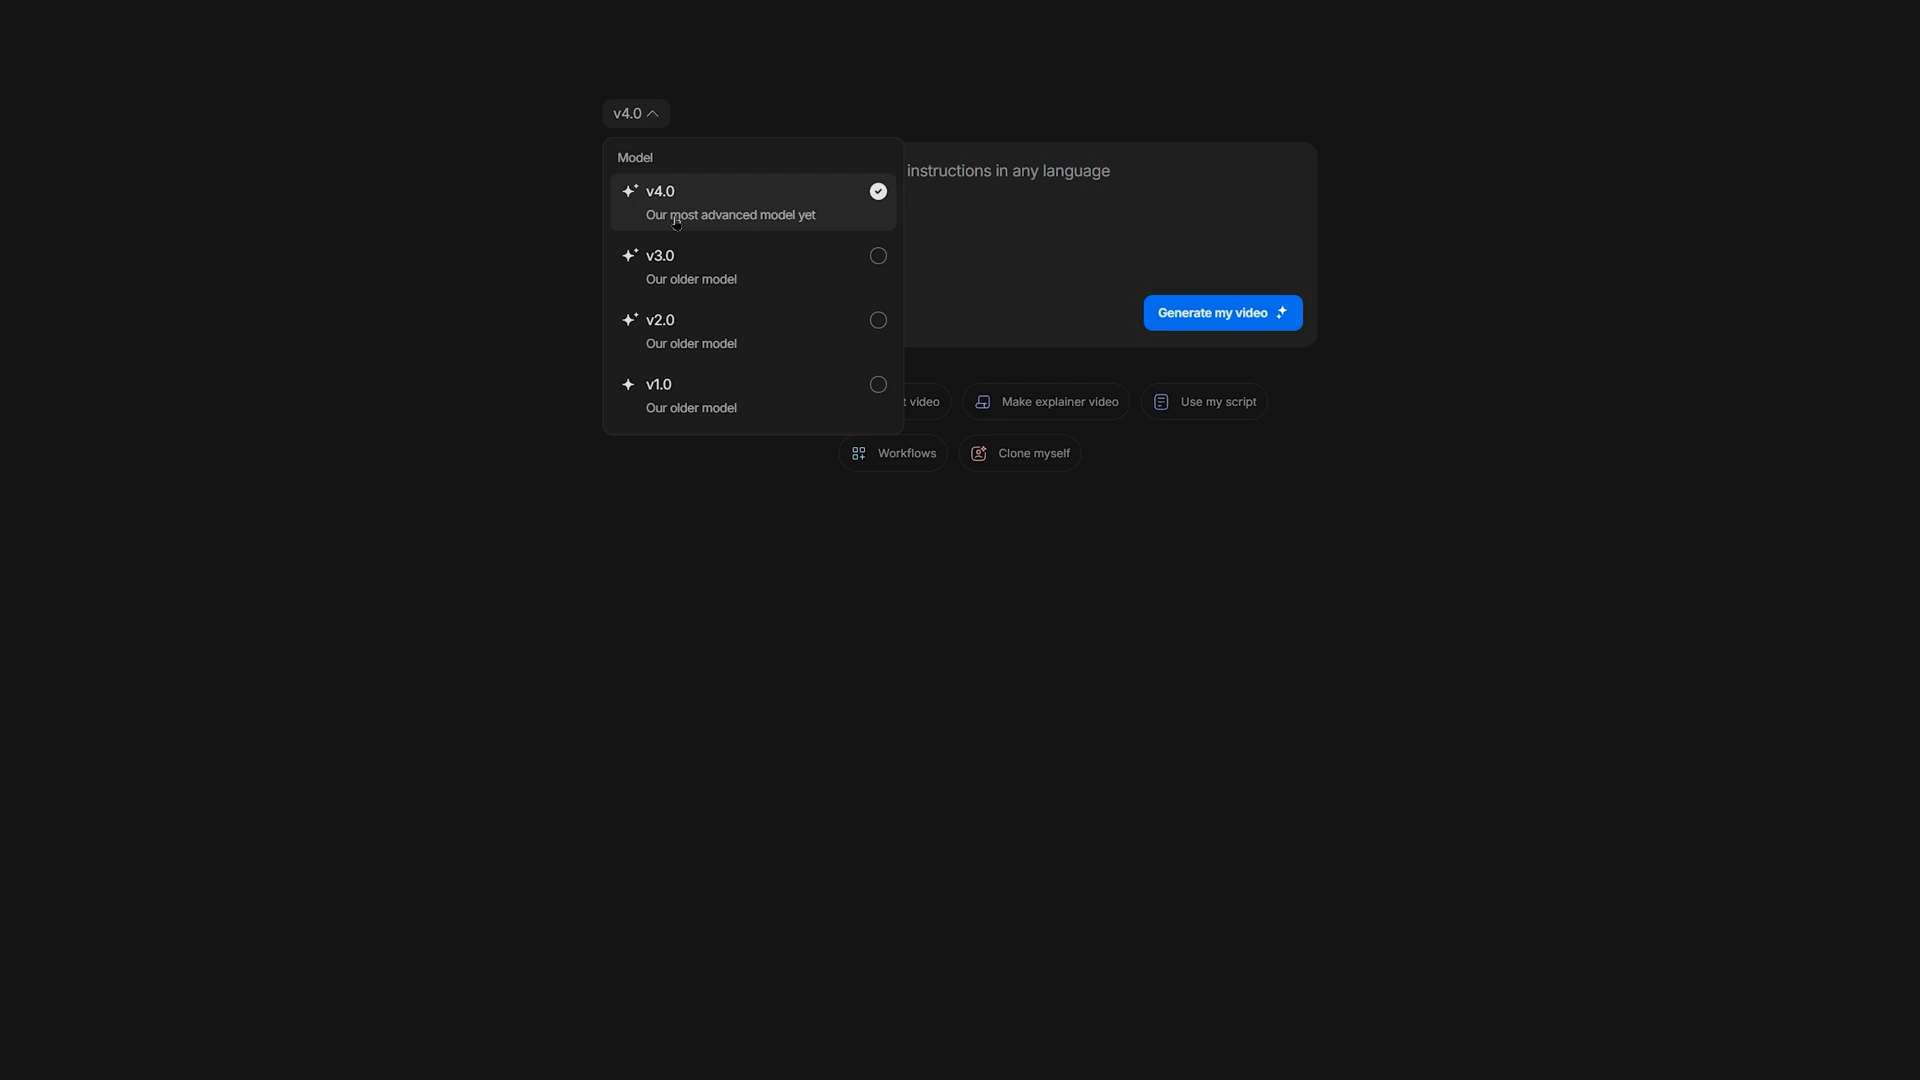 v4.0
Model
v4.0
Our most advanced model yet
instructions in any language
v3.0
Our older model
Generate my video
v2.0
Our older model
v1.0
Our older model
t video
Make explainer video
Use my script
Workflows
Clone myself